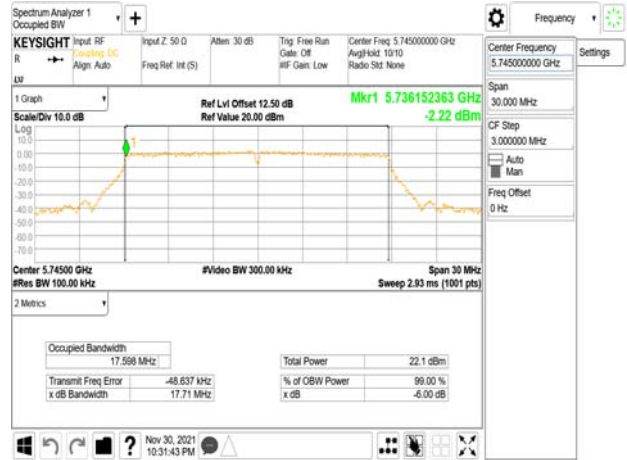 Spectrum Analyzer 1
Occupied BW
Frequency
KEYSIGHT
R
Input: RF
Coupling: DC
Align: Auto
Input Z: 50 Ω
Freq Ref: Int (S)
Atten: 30 dB
Trig: Free Run
Gate: Off
#IF Gain: Low
Center Freq: 5.745000000 GHz
Avg|Hold: 10/10
Radio Std: None
Center Frequency
5.745000000 GHz
Settings
Span
30.000 MHz
CF Step
3.000000 MHz
Auto
Man
Freq Offset
0 Hz
1 Graph
Scale/Div 10.0 dB
Ref Lvl Offset 12.50 dB
Ref Value 20.00 dBm
Mkr1 5.736152363 GHz
-2.22 dBm
Log
10.0
0.00
-10.0
-20.0
-30.0
-40.0
-50.0
-60.0
-70.0
1
Center 5.74500 GHz
#Res BW 100.00 kHz
#Video BW 300.00 kHz
Span 30 MHz
Sweep 2.93 ms (1001 pts)
2 Metrics
Occupied Bandwidth
17.598 MHz
Total Power 22.1 dBm
Transmit Freq Error -48.637 kHz
% of OBW Power 99.00 %
x dB Bandwidth 17.71 MHz
x dB -6.00 dB
?
Nov 30, 2021
10:31:43 PM